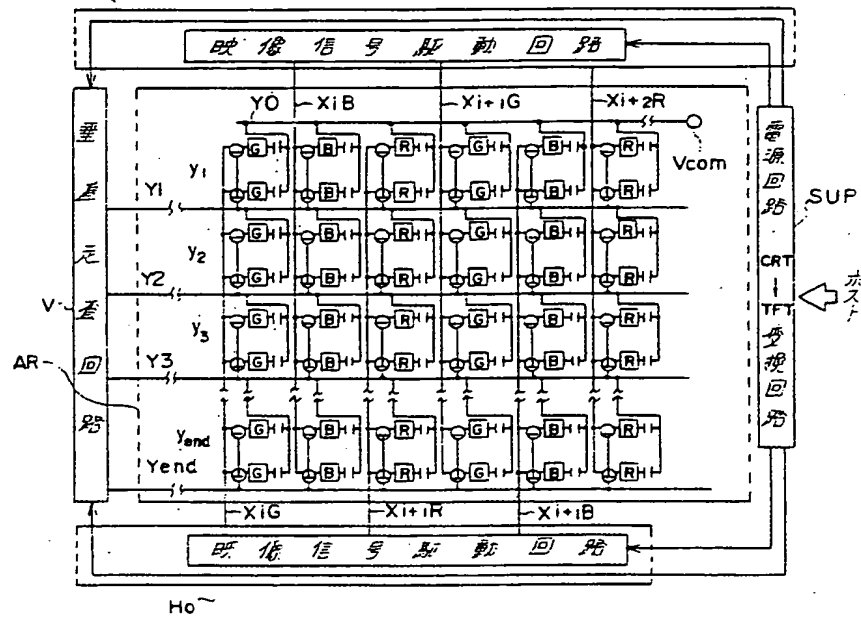 映像信号駆動回路
YO
XiB
Xi+1G
Xi+2R
Vcom
G B R G B R
y1
B R G B R
Y1
G B R G B R
y2
G B R G B R
Y2
G B R G B R
y3
G B R G B R
Y3
G B R G B R
yend
G B R G B R
Yend
垂直走査回路
V
AR
電源回路
CRT
TFT
変換回路
SUP
ホスト
XiG
Xi+1R
Xi+1B
映像信号駆動回路
Ho